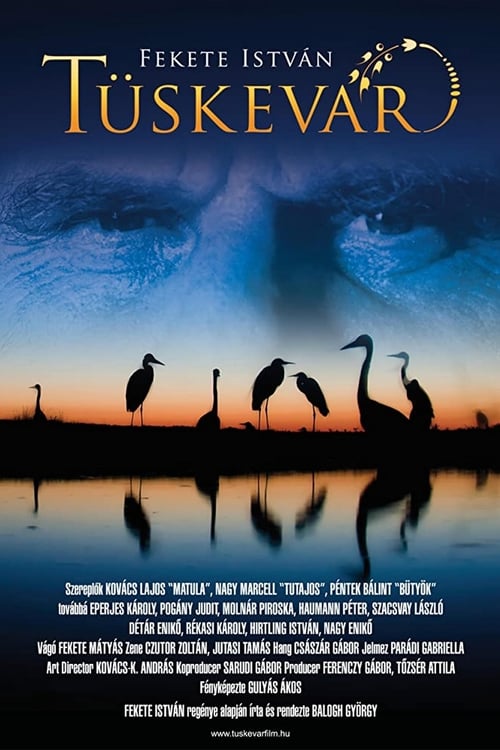 FEKETE ISTVÁN
TÜSKEVÁR
Szereplők KOVÁCS LAJOS "MATULA", NAGY MARCELL "TUTAJOS", PÉNTEK BÁLINT "BÜTYÖK"
továbbá EPERJES KÁROLY, POGÁNY JUDIT, MOLNÁR PIROSKA, HAUMANN PÉTER, SZACSVAY LÁSZLÓ
DÉTÁR ENIKŐ, RÉKASI KÁROLY, HIRTLING ISTVÁN, NAGY ENIKŐ
Vágó FEKETE MÁTYÁS Zene CZUTOR ZOLTÁN, JUTASI TAMÁS Hang CSÁSZÁR GÁBOR Jelmez PARÁDI GABRIELLA
Art Director KOVÁCS-K. ANDRÁS Koproducer SARUDI GÁBOR Producer FERENCZY GÁBOR, TŐZSÉR ATTILA
Fényképezte GULYÁS ÁKOS
FEKETE ISTVÁN regénye alapján írta és rendezte BALOGH GYÖRGY
www.tuskevarfilm.hu